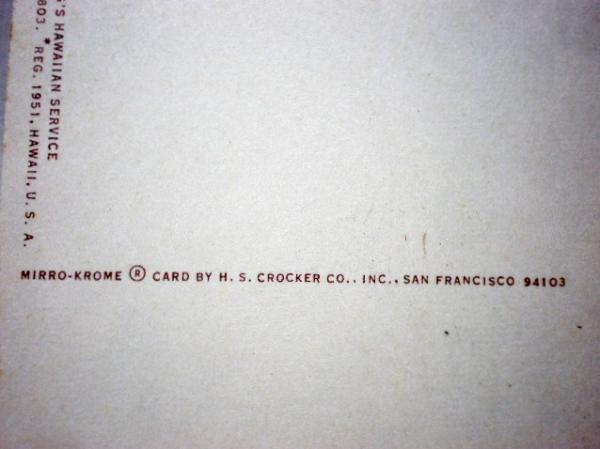 'S HAWAIIAN SERVICE
803. *REG. 1951, HAWAII, U. S. A.
MIRRO-KROME ® CARD BY H. S. CROCKER CO., INC., SAN FRANCISCO 94103